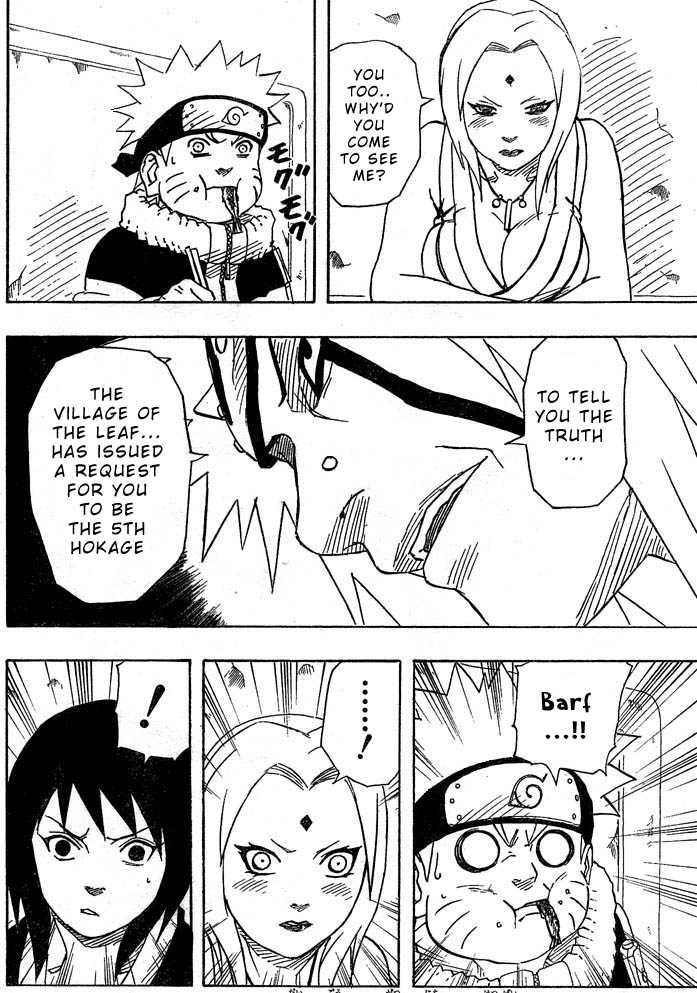 YOU
TOO..
WHY'D
YOU
COME
TO SEE
ME?
モグ
モグ
TO TELL
YOU THE
TRUTH
...
THE
VILLAGE OF
THE LEAF...
HAS ISSUED
A REQUEST
FOR YOU
TO BE
THE 5TH
HOKAGE
Barf
...!!
......!
!